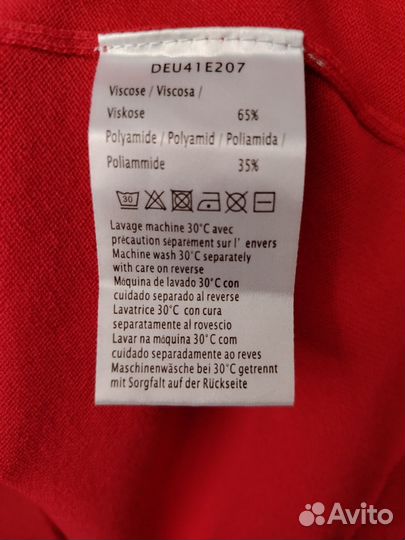 DEU41E207
Viscose / Viscosa /
Viskose 65%
Polyamide / Polyamid / Poliamida /
Poliammide 35%
30
Lavage machine 30°C avec
précaution séparément sur l' envers
Machine wash 30°C separately
with care on reverse
Máquina de lavado 30°C con
cuidado separado al reverse
Lavatrice 30°C con cura
separatamente al rovescio
Lavar na máquina 30°C com
cuidado separadamente ao reves
Maschinenwäsche bei 30°C getrennt
mit Sorgfalt auf der Rückseite
Avito